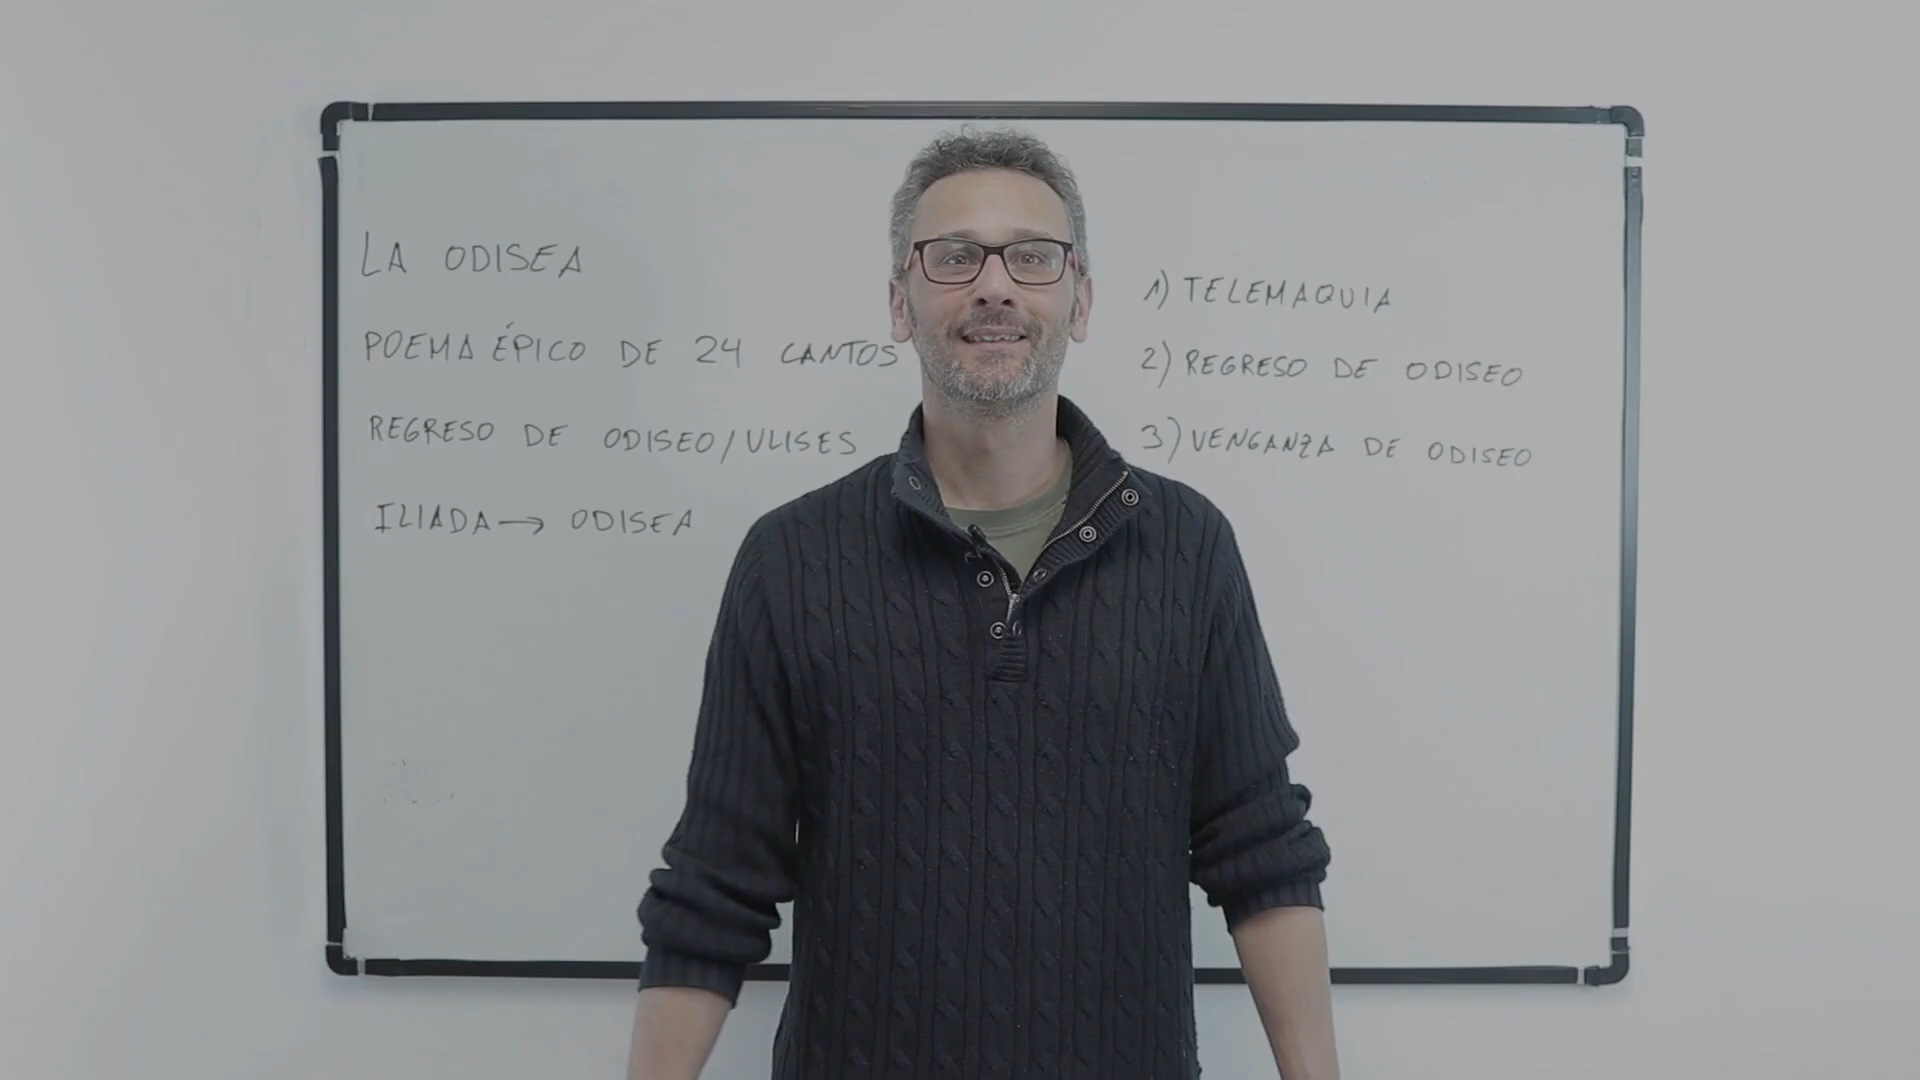 LA ODISEA
POEMA ÉPICO DE 24 CANTOS
REGRESO DE ODISEO/ULISES
ILIADA → ODISEA
1) TELEMAQUIA
2) REGRESO DE ODISEO
3) VENGANZA DE ODISEO